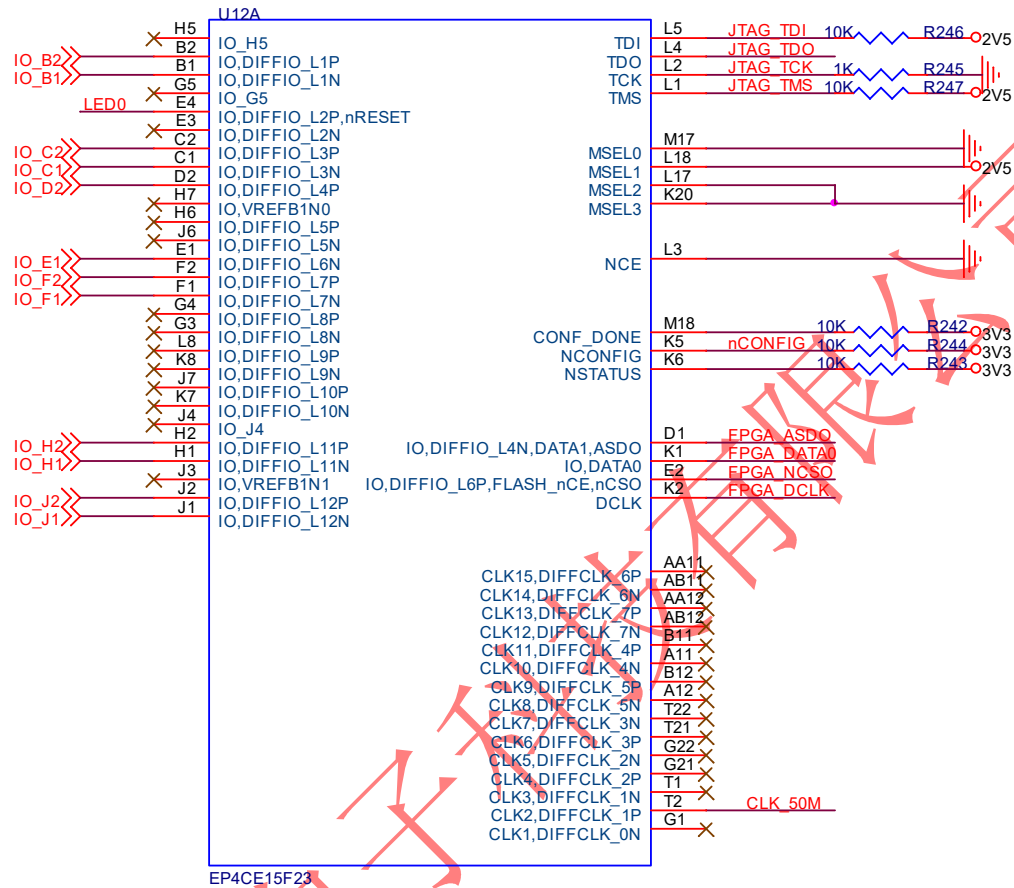 U12A
H5 IO_H5
IO_B2 B2 IO,DIFFIO_L1P
IO_B1 B1 IO,DIFFIO_L1N
G5 IO_G5
LED0 E4 IO,DIFFIO_L2P,nRESET
E3 IO,DIFFIO_L2N
IO_C2 C2 IO,DIFFIO_L3P
IO_C1 C1 IO,DIFFIO_L3N
IO_D2 D2 IO,DIFFIO_L4P
H7 IO,VREFB1N0
H6 IO,DIFFIO_L5P
J6 IO,DIFFIO_L5N
IO_E1 E1 IO,DIFFIO_L6N
IO_F2 F2 IO,DIFFIO_L7P
IO_F1 F1 IO,DIFFIO_L7N
G4 IO,DIFFIO_L8P
G3 IO,DIFFIO_L8N
L8 IO,DIFFIO_L9P
K8 IO,DIFFIO_L9N
J7 IO,DIFFIO_L10P
K7 IO,DIFFIO_L10N
J4 IO_J4
IO_H2 H2 IO,DIFFIO_L11P
IO_H1 H1 IO,DIFFIO_L11N
J3 IO,VREFB1N1
IO_J2 J2 IO,DIFFIO_L12P
IO_J1 J1 IO,DIFFIO_L12N
TDI L5 JTAG_TDI 10K R246 2V5
TDO L4 JTAG_TDO
TCK L2 JTAG_TCK 1K R245
TMS L1 JTAG_TMS 10K R247 2V5
MSEL0 M17
MSEL1 L18 2V5
MSEL2 L17
MSEL3 K20
NCE L3
CONF_DONE M18 10K R242 3V3
NCONFIG K5 nCONFIG 10K R244 3V3
NSTATUS K6 10K R243 3V3
IO,DIFFIO_L4N,DATA1,ASDO D1 FPGA_ASDO
IO,DATA0 K1 FPGA_DATA0
IO,DIFFIO_L6P,FLASH_nCE,nCSO E2 FPGA_NCSO
DCLK K2 FPGA_DCLK
CLK15,DIFFCLK_6P AA11
CLK14,DIFFCLK_6N AB11
CLK13,DIFFCLK_7P AA12
CLK12,DIFFCLK_7N AB12
CLK11,DIFFCLK_4P B11
CLK10,DIFFCLK_4N A11
CLK9,DIFFCLK_5P B12
CLK8,DIFFCLK_5N A12
CLK7,DIFFCLK_3N T22
CLK6,DIFFCLK_3P T21
CLK5,DIFFCLK_2N G22
CLK4,DIFFCLK_2P G21
CLK3,DIFFCLK_1N T1
CLK2,DIFFCLK_1P T2 CLK_50M
CLK1,DIFFCLK_0N G1
EP4CE15F23
子科技有限公